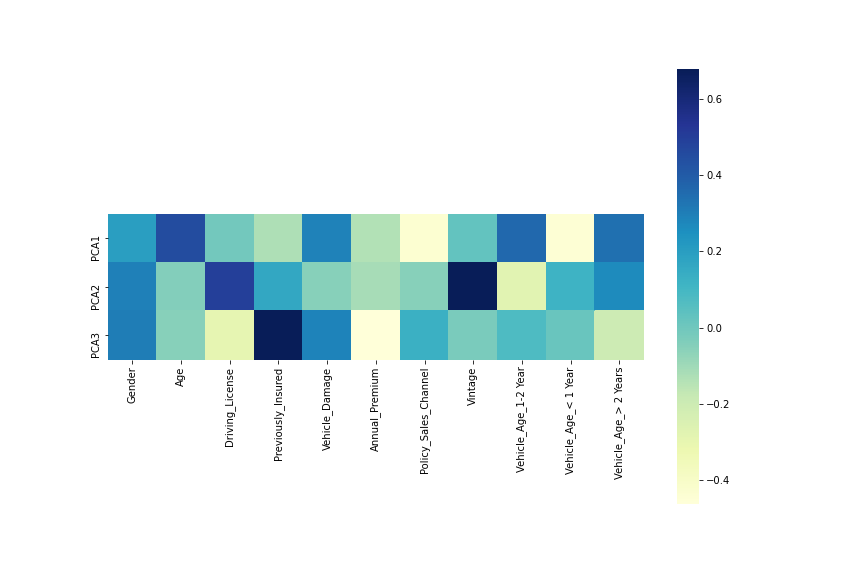 PCA1
PCA2
PCA3
Gender
Age
Driving_License
Previously_Insured
Vehicle_Damage
Annual_Premium
Policy_Sales_Channel
Vintage
Vehicle_Age_1-2 Year
Vehicle_Age_< 1 Year
Vehicle_Age_> 2 Years
0.6
0.4
0.2
0.0
−0.2
−0.4